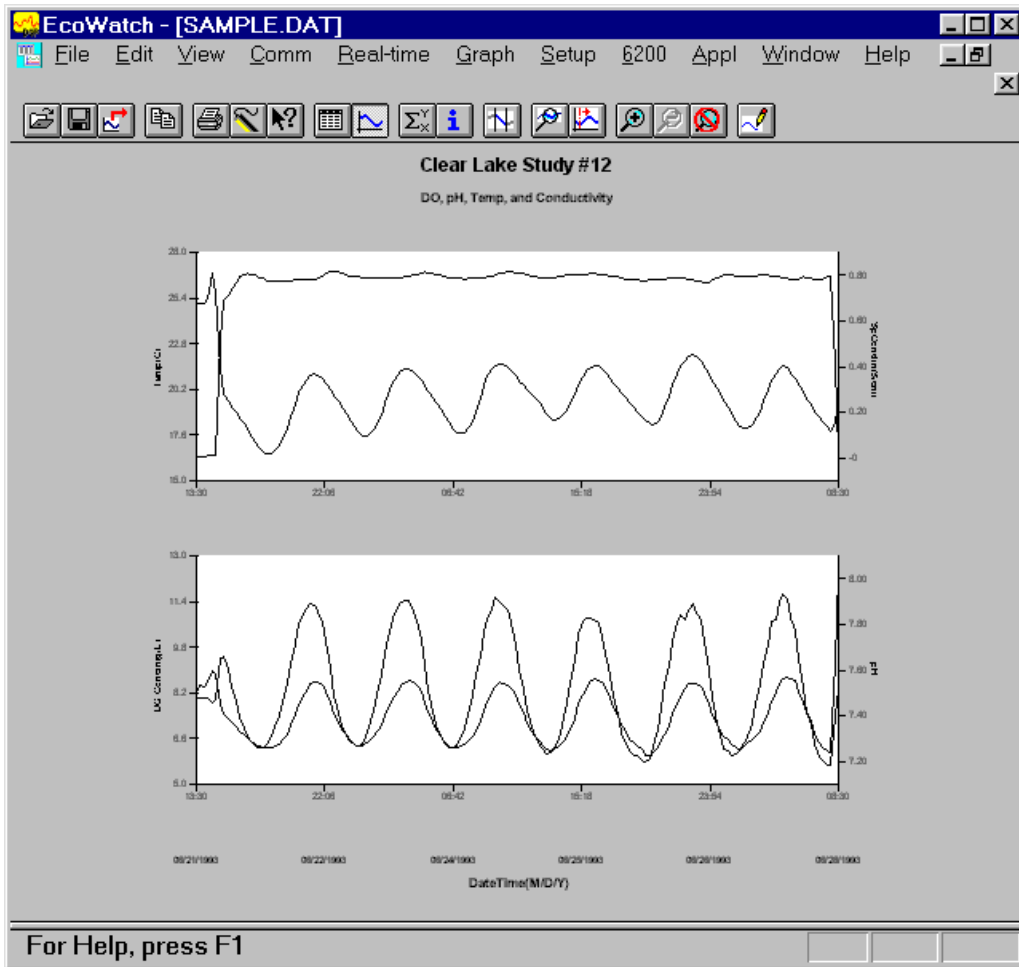 EcoWatch - [SAMPLE.DAT]
File Edit View Comm Real-time Graph Setup 6200 Appl Window Help
Clear Lake Study #12
DO, pH, Temp, and Conductivity
28.0
25.4
22.8
20.2
17.6
15.0
0.80
0.60
0.40
0.20
-0
13:30 22:06 06:42 15:18 23:54 08:30
13.0
11.4
9.8
8.2
6.6
5.0
8.00
7.80
7.60
7.40
7.20
pH
13:30 22:06 06:42 15:18 23:54 08:30
DateTime(M/D/Y)
For Help, press F1